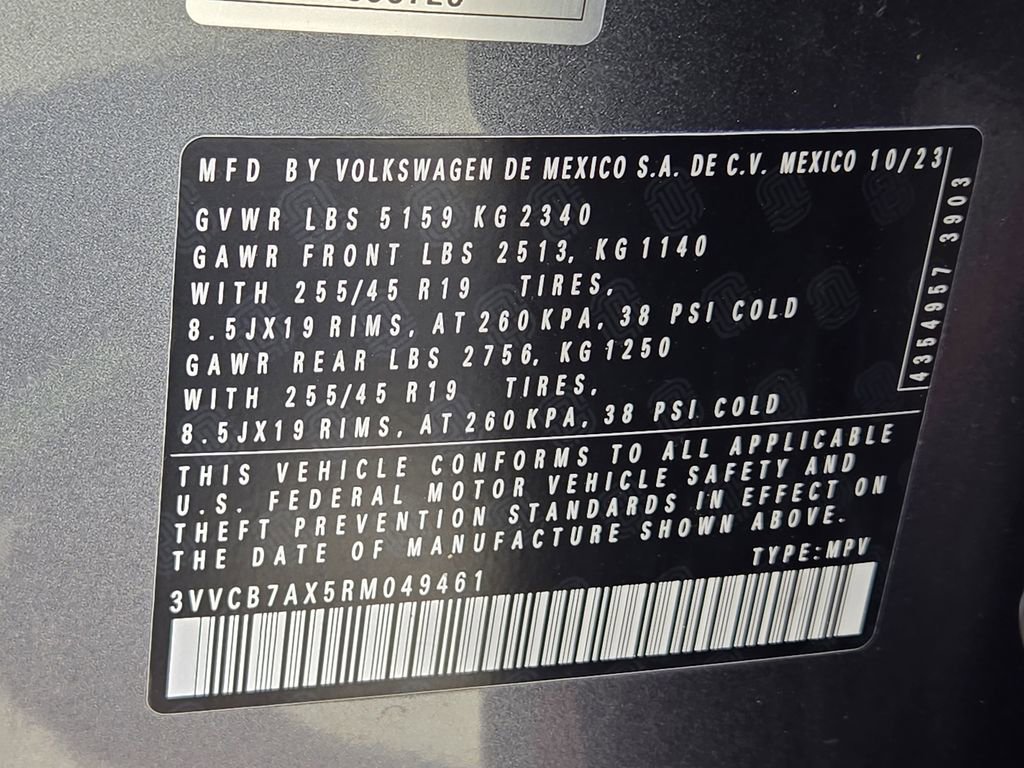 MFD BY VOLKSWAGEN DE MEXICO S.A. DE C.V. MEXICO 10/23
GVWR LBS 5159 KG 2340
GAWR FRONT LBS 2513, KG 1140
WITH 255/45 R19 TIRES,
8.5JX19 RIMS, AT 260 KPA, 38 PSI COLD
GAWR REAR LBS 2756, KG 1250
WITH 255/45 R19 TIRES,
8.5JX19 RIMS, AT 260 KPA, 38 PSI COLD
4354957 3903
THIS VEHICLE CONFORMS TO ALL APPLICABLE
U.S. FEDERAL MOTOR VEHICLE SAFETY AND
THEFT PREVENTION STANDARDS IN EFFECT ON
THE DATE OF MANUFACTURE SHOWN ABOVE.
TYPE: MPV
3VVCB7AX5RM049461